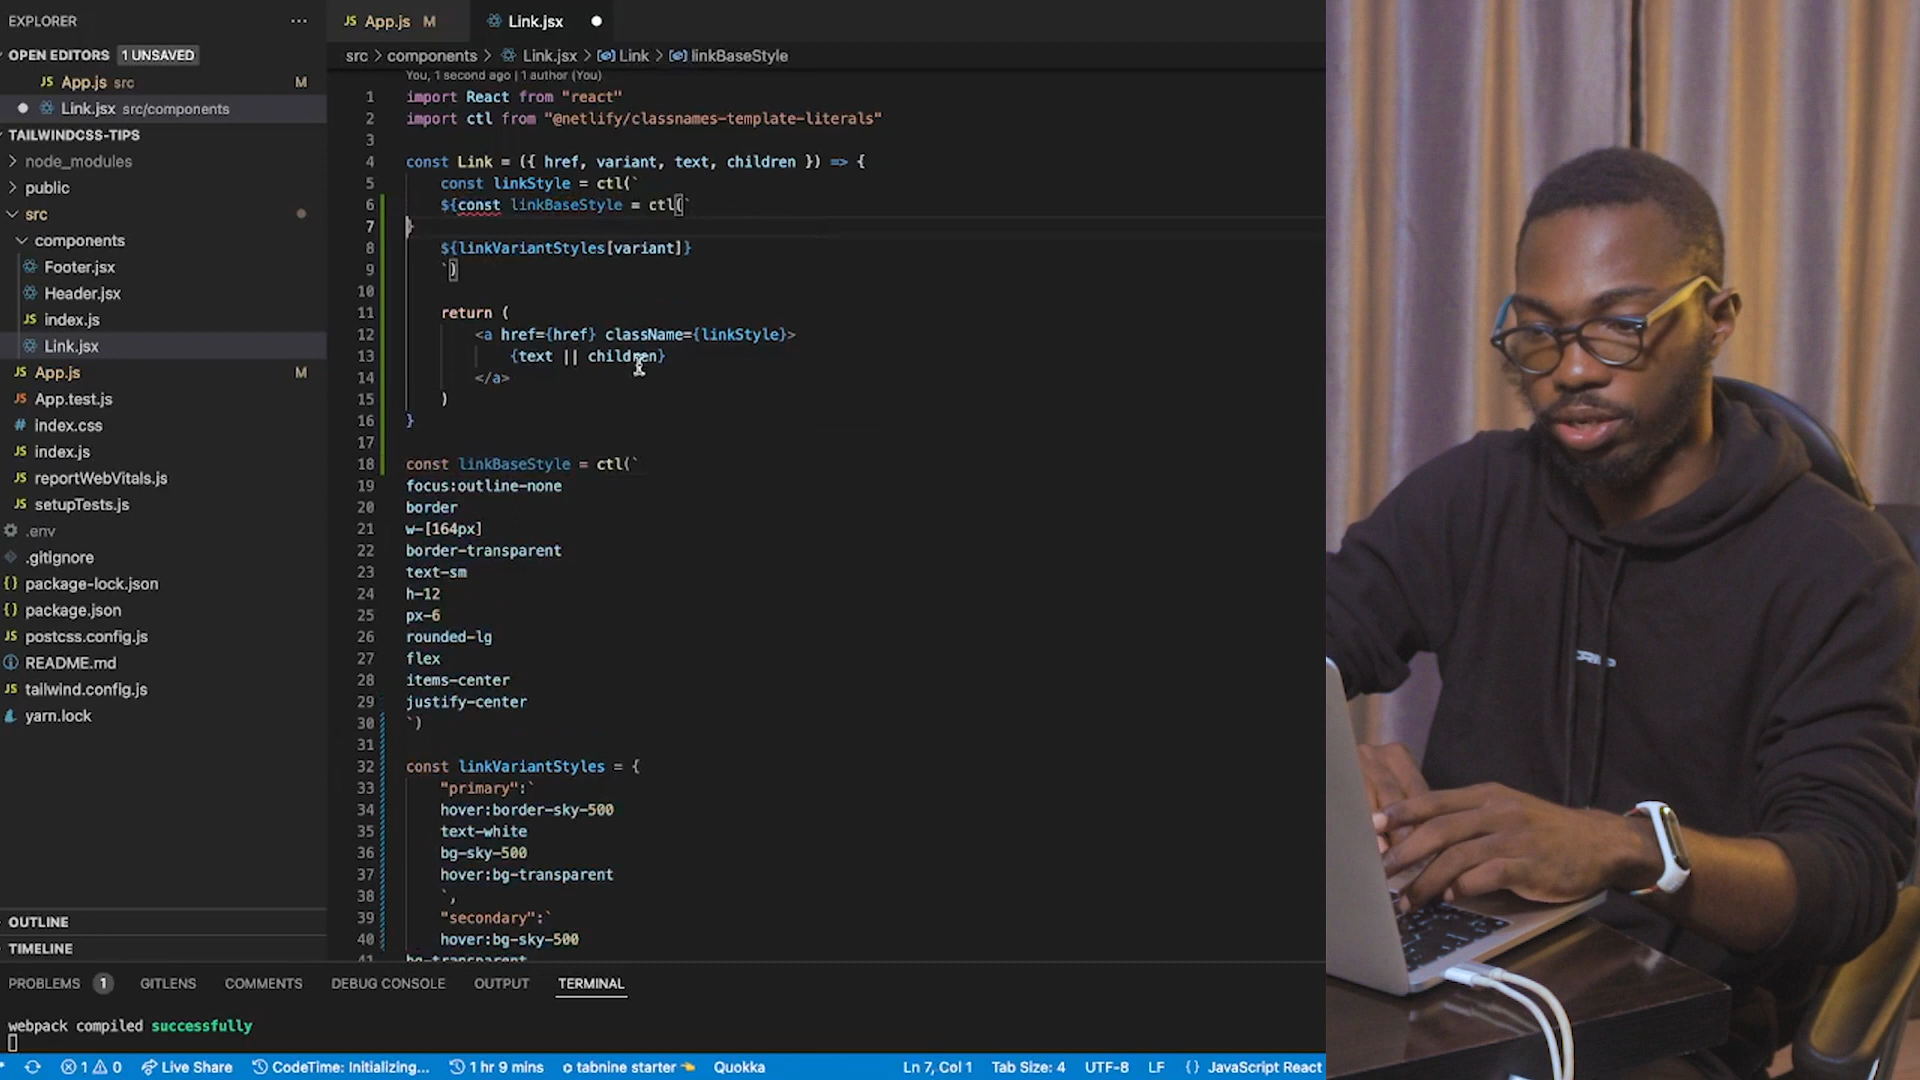 EXPLORER
OPEN EDITORS 1 UNSAVED
App.js src M
Link.jsx src/components
TAILWINDCSS-TIPS
node_modules
public
src
components
Footer.jsx
Header.jsx
index.js
Link.jsx
App.js M
App.test.js
index.css
index.js
reportWebVitals.js
setupTests.js
.env
.gitignore
package-lock.json
package.json
postcss.config.js
README.md
tailwind.config.js
yarn.lock
OUTLINE
TIMELINE
JS App.js M
Link.jsx
src > components > Link.jsx > Link > linkBaseStyle
You, 1 second ago | 1 author (You)
1 import React from "react"
2 import ctl from "@netlify/classnames-template-literals"
3
4 const Link = ({ href, variant, text, children }) => {
5 const linkStyle = ctl(`
6 ${const linkBaseStyle = ctl(`
7 }
8 ${linkVariantStyles[variant]}
9 `)
10
11 return (
12 <a href={href} className={linkStyle}>
13 {text || children}
14 </a>
15 )
16 }
17
18 const linkBaseStyle = ctl(`
19 focus:outline-none
20 border
21 w-[164px]
22 border-transparent
23 text-sm
24 h-12
25 px-6
26 rounded-lg
27 flex
28 items-center
29 justify-center
30 `)
31
32 const linkVariantStyles = {
33 "primary":`
34 hover:border-sky-500
35 text-white
36 bg-sky-500
37 hover:bg-transparent
38 `,
39 "secondary":`
40 hover:bg-sky-500
41 bg-transparent
PROBLEMS 1 GITLENS COMMENTS DEBUG CONSOLE OUTPUT TERMINAL
webpack compiled successfully
1 0 Live Share CodeTime: Initializing... 1 hr 9 mins tabnine starter Quokka Ln 7, Col 1 Tab Size: 4 UTF-8 LF {} JavaScript React